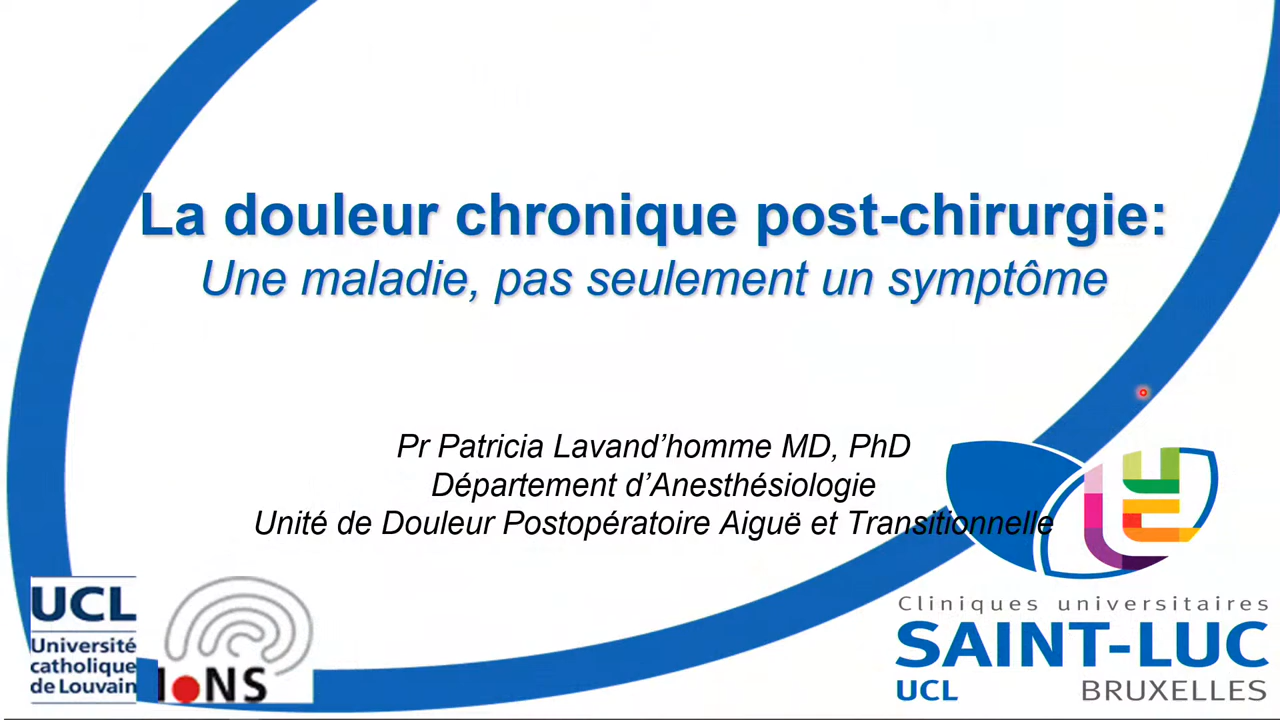 La douleur chronique post-chirurgie:
Une maladie, pas seulement un symptôme
Pr Patricia Lavand’homme MD, PhD
Département d’Anesthésiologie
Unité de Douleur Postopératoire Aiguë et Transitionnelle
UCL
Université
catholique
de Louvain
IoNS
Cliniques universitaires
SAINT-LUC
UCL BRUXELLES